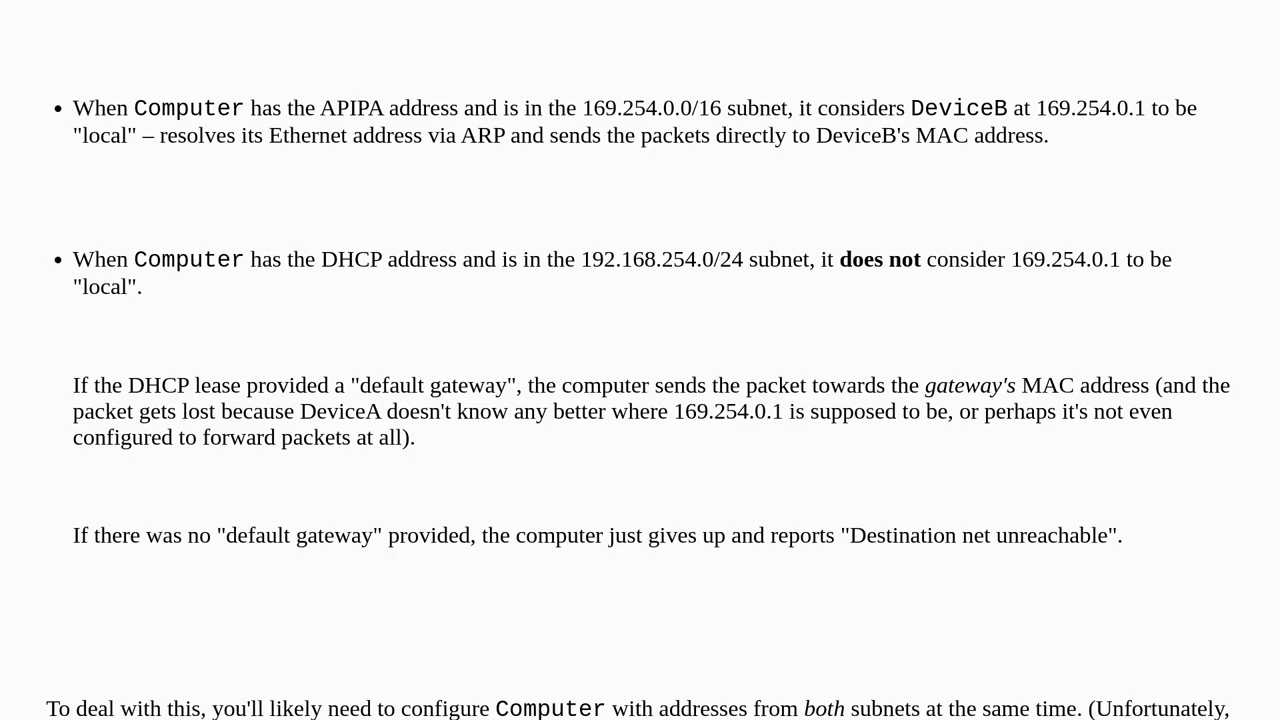 • When Computer has the APIPA address and is in the 169.254.0.0/16 subnet, it considers DeviceB at 169.254.0.1 to be
"local" – resolves its Ethernet address via ARP and sends the packets directly to DeviceB's MAC address.
• When Computer has the DHCP address and is in the 192.168.254.0/24 subnet, it does not consider 169.254.0.1 to be
"local".
If the DHCP lease provided a "default gateway", the computer sends the packet towards the gateway's MAC address (and the
packet gets lost because DeviceA doesn't know any better where 169.254.0.1 is supposed to be, or perhaps it's not even
configured to forward packets at all).
If there was no "default gateway" provided, the computer just gives up and reports "Destination net unreachable".
To deal with this, you'll likely need to configure Computer with addresses from both subnets at the same time. (Unfortunately,